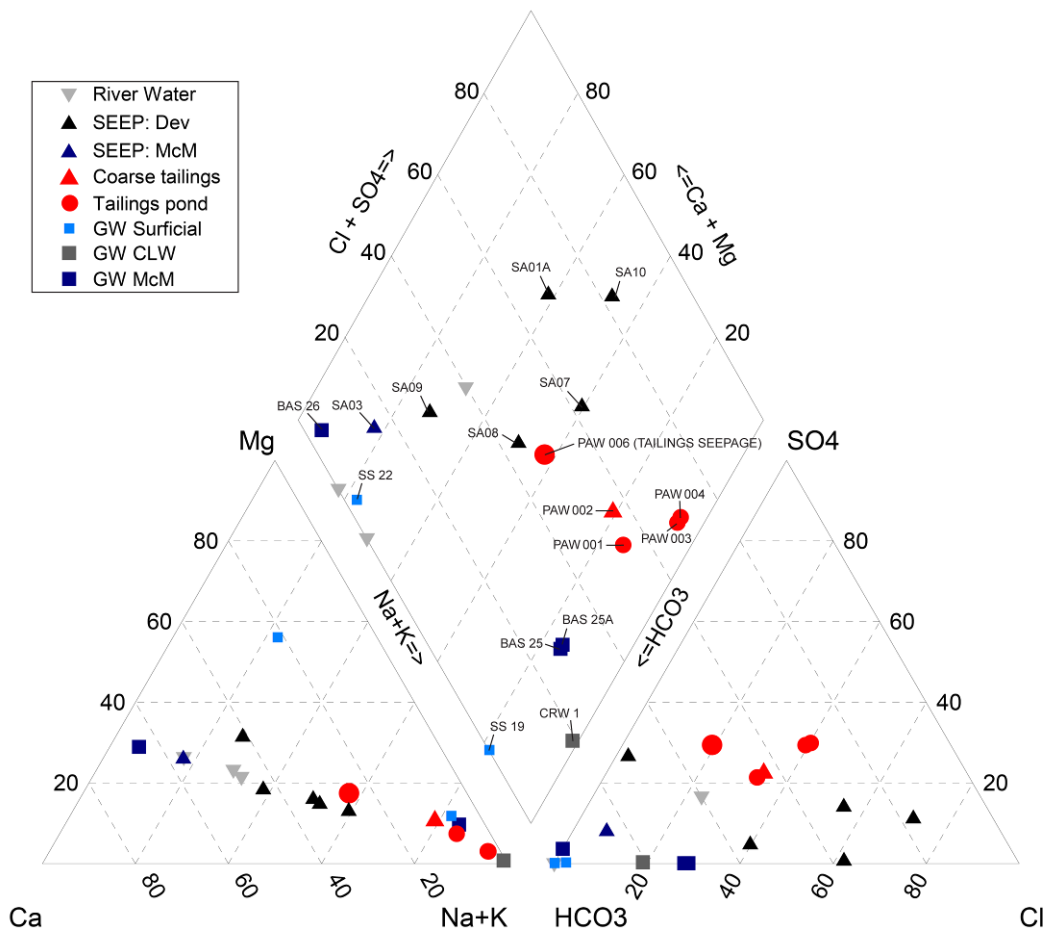 80
80
River Water
SEEP: Dev
SEEP: McM
Coarse tailings
Tailings pond
GW Surficial
GW CLW
GW McM
60
60
Cl + SO4=>
<=Ca + Mg
40
40
SA01A
SA10
20
20
SA09
SA07
BAS 26
SA03
SA08
Mg
PAW 006 (TAILINGS SEEPAGE)
SO4
SS 22
PAW 004
PAW 002
PAW 003
PAW 001
80
80
Na+K=>
<=HCO3
60
60
BAS 25A
BAS 25
40
40
SS 19
CRW 1
20
20
80
60
40
20
20
40
60
80
Ca
Na+K
HCO3
Cl